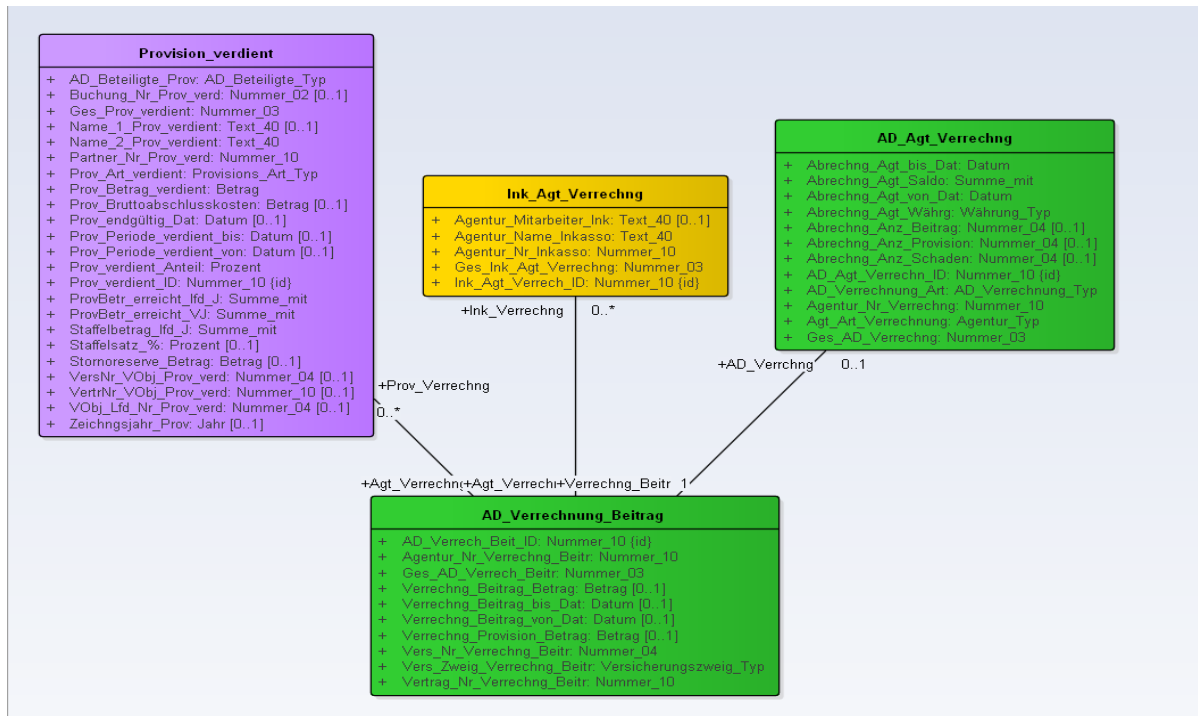 Provision_verdient
+ AD_Beteiligte_Prov: AD_Beteiligte_Typ
+ Buchung_Nr_Prov_verd: Nummer_02 [0..1]
+ Ges_Prov_verdient: Nummer_03
+ Name_1_Prov_verdient: Text_40 [0..1]
+ Name_2_Prov_verdient: Text_40
+ Partner_Nr_Prov_verd: Nummer_10
+ Prov_Art_verdient: Provisions_Art_Typ
+ Prov_Betrag_verdient: Betrag
+ Prov_Bruttoabschlusskosten: Betrag [0..1]
+ Prov_endgültig_Dat: Datum [0..1]
+ Prov_Periode_verdient_bis: Datum [0..1]
+ Prov_Periode_verdient_von: Datum [0..1]
+ Prov_verdient_Anteil: Prozent
+ Prov_verdient_ID: Nummer_10 {id}
+ ProvBetr_erreicht_lfd_J: Summe_mit
+ ProvBetr_erreicht_VJ: Summe_mit
+ Staffelbetrag_lfd_J: Summe_mit
+ Staffelsatz_%: Prozent [0..1]
+ Stornoreserve_Betrag: Betrag [0..1]
+ VersNr_VObj_Prov_verd: Nummer_04 [0..1]
+ VertrNr_VObj_Prov_verd: Nummer_10 [0..1]
+ VObj_Lfd_Nr_Prov_verd: Nummer_04 [0..1]
+ Zeichngsjahr_Prov: Jahr [0..1]
Ink_Agt_Verrechng
+ Agentur_Mitarbeiter_Ink: Text_40 [0..1]
+ Agentur_Name_Inkasso: Text_40
+ Agentur_Nr_Inkasso: Nummer_10
+ Ges_Ink_Agt_Verrechng: Nummer_03
+ Ink_Agt_Verrech_ID: Nummer_10 {id}
AD_Agt_Verrechng
+ Abrechng_Agt_bis_Dat: Datum
+ Abrechng_Agt_Saldo: Summe_mit
+ Abrechng_Agt_von_Dat: Datum
+ Abrechng_Agt_Währg: Währung_Typ
+ Abrechng_Anz_Beitrag: Nummer_04 [0..1]
+ Abrechng_Anz_Provision: Nummer_04 [0..1]
+ Abrechng_Anz_Schaden: Nummer_04 [0..1]
+ AD_Agt_Verrechn_ID: Nummer_10 {id}
+ AD_Verrechnung_Art: AD_Verrechnung_Typ
+ Agentur_Nr_Verrechng: Nummer_10
+ Agt_Art_Verrechnung: Agentur_Typ
+ Ges_AD_Verrechng: Nummer_03
+Ink_Verrechng 0..*
+AD_Verrchng 0..1
+Prov_Verrechng
0..*
+Agt_Verrechng +Agt_Verrechr +Verrechng_Beitr 1
AD_Verrechnung_Beitrag
+ AD_Verrech_Beit_ID: Nummer_10 {id}
+ Agentur_Nr_Verrechng_Beitr: Nummer_10
+ Ges_AD_Verrech_Beitr: Nummer_03
+ Verrechng_Beitrag_Betrag: Betrag [0..1]
+ Verrechng_Beitrag_bis_Dat: Datum [0..1]
+ Verrechng_Beitrag_von_Dat: Datum [0..1]
+ Verrechng_Provision_Betrag: Betrag [0..1]
+ Vers_Nr_Verrechng_Beitr: Nummer_04
+ Vers_Zweig_Verrechng_Beitr: Versicherungszweig_Typ
+ Vertrag_Nr_Verrechng_Beitr: Nummer_10